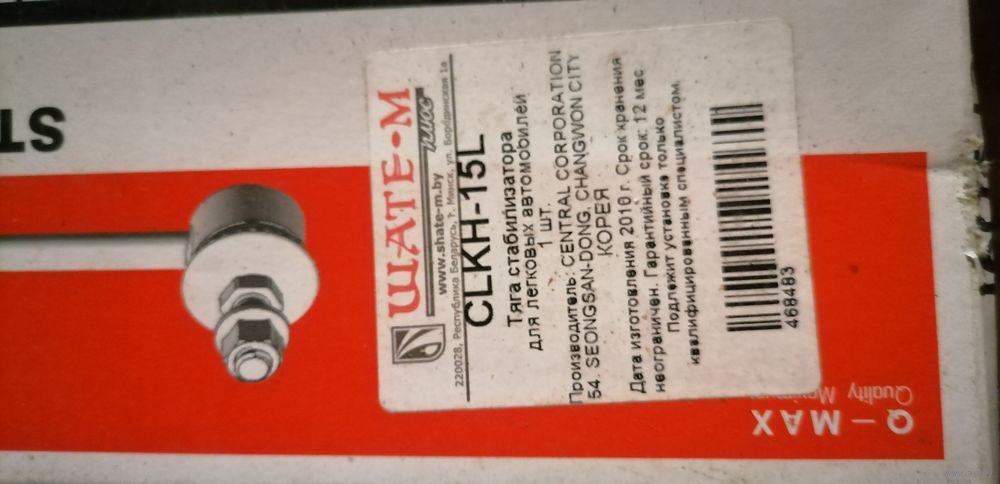 ST
ШАТЕ-М
плюс
www.shate-m.by
220028, Республика Беларусь, г. Минск, ул. Борбринская 1а
CLKH-15L
Тяга стабилизатора
для легковых автомобилей
1 шт.
Производитель: CENTRAL CORPORATION
54. SEONGSAN-DONG, CHANGWON CITY
КОРЕЯ
Дата изготовления 2010 г. Срок хранения
неограничен. Гарантийный срок: 12 мес
Подлежит установке только
квалифицированным специалистом.
468483
Q-MAX
Quality